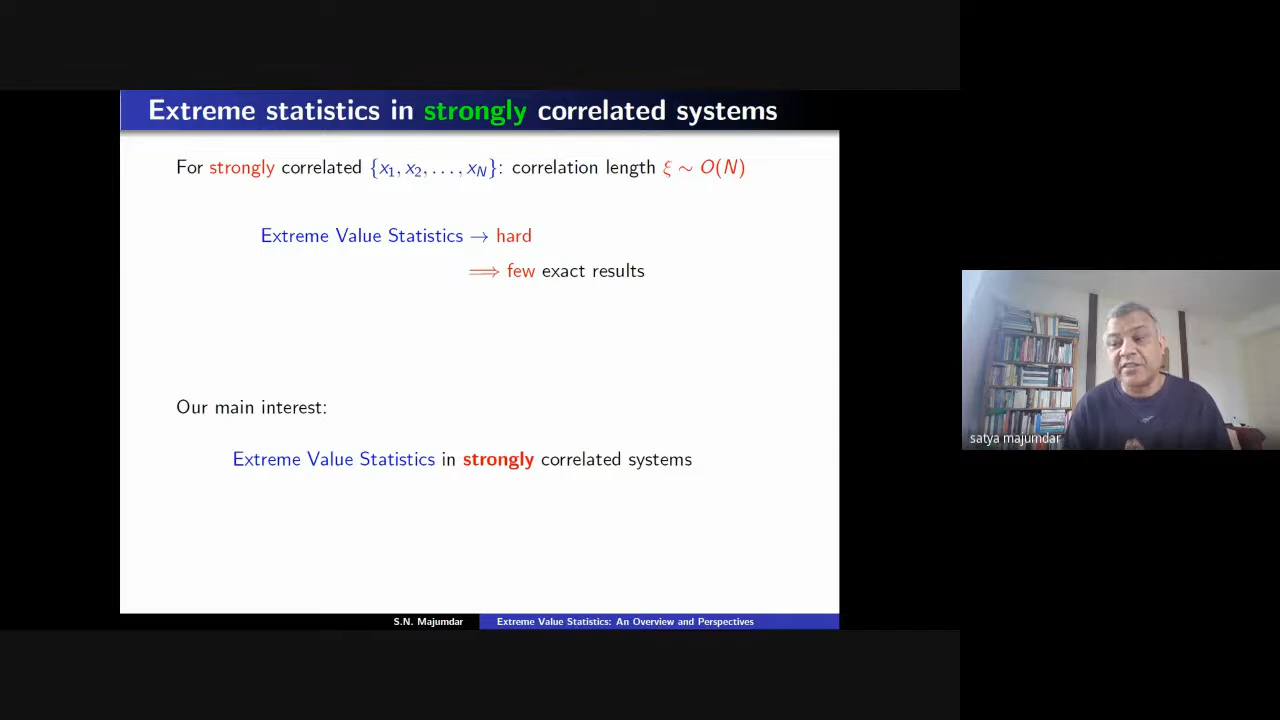 Extreme statistics in strongly correlated systems
For strongly correlated {x₁, x₂, . . . , x_N}: correlation length ξ ∼ O(N)
Extreme Value Statistics → hard
⟹ few exact results
Our main interest:
Extreme Value Statistics in strongly correlated systems
S.N. Majumdar
Extreme Value Statistics: An Overview and Perspectives
satya majumdar